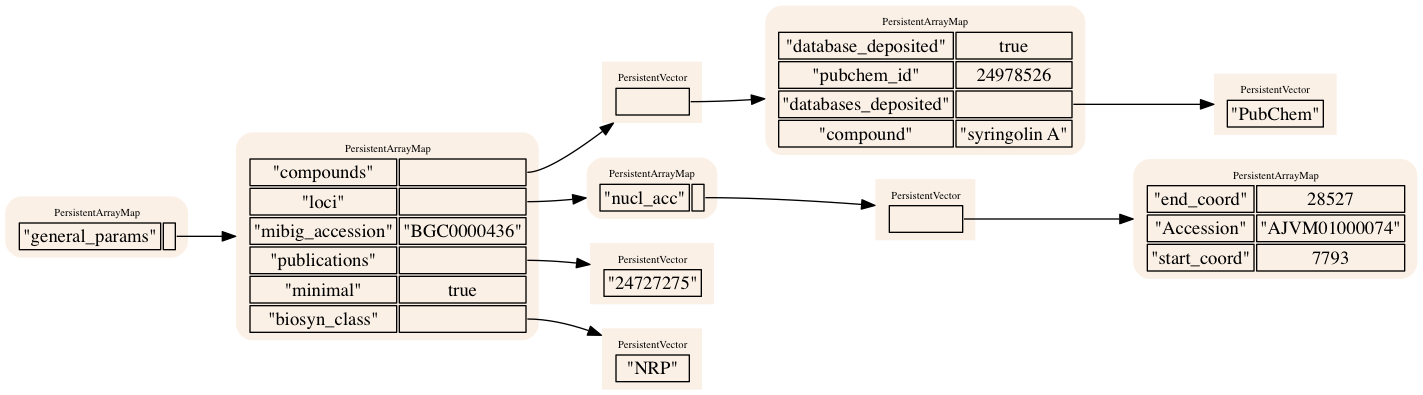 PersistentArrayMap
"general_params"
PersistentArrayMap
"compounds"
"loci"
"mibig_accession" "BGC0000436"
"publications"
"minimal" true
"biosyn_class"
PersistentVector
PersistentArrayMap
"database_deposited" true
"pubchem_id" 24978526
"databases_deposited"
"compound" "syringolin A"
PersistentVector
"PubChem"
PersistentArrayMap
"nucl_acc"
PersistentVector
PersistentArrayMap
"end_coord" 28527
"Accession" "AJVM01000074"
"start_coord" 7793
PersistentVector
"24727275"
PersistentVector
"NRP"